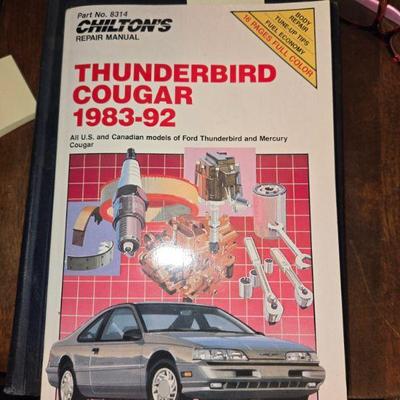 Part No. 8314
CHILTON'S
REPAIR MANUAL
BODY
REPAIR
TUNE-UP TIPS
FUEL ECONOMY
16 PAGES FULL COLOR
THUNDERBIRD
COUGAR
1983-92
All U.S. and Canadian models of Ford Thunderbird and Mercury
Cougar